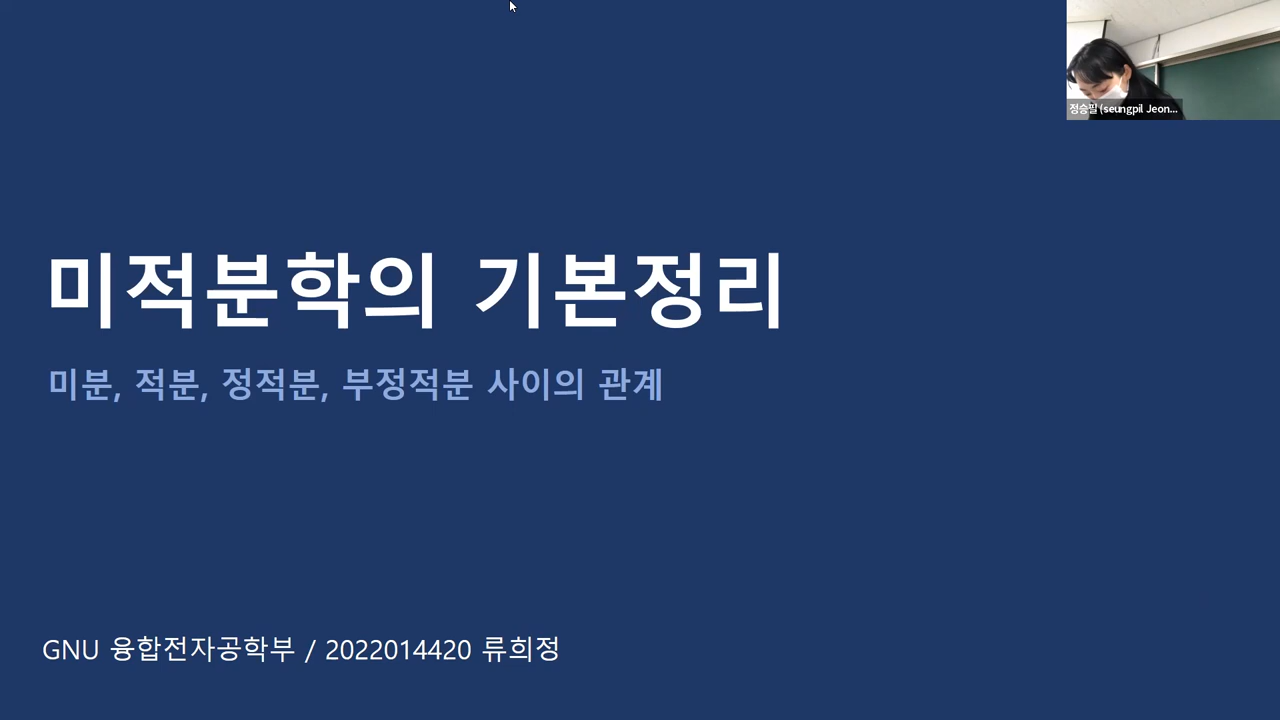 정승필 (seungpil Jeon...
미적분학의 기본정리
미분, 적분, 정적분, 부정적분 사이의 관계
GNU 융합전자공학부 / 2022014420 류희정